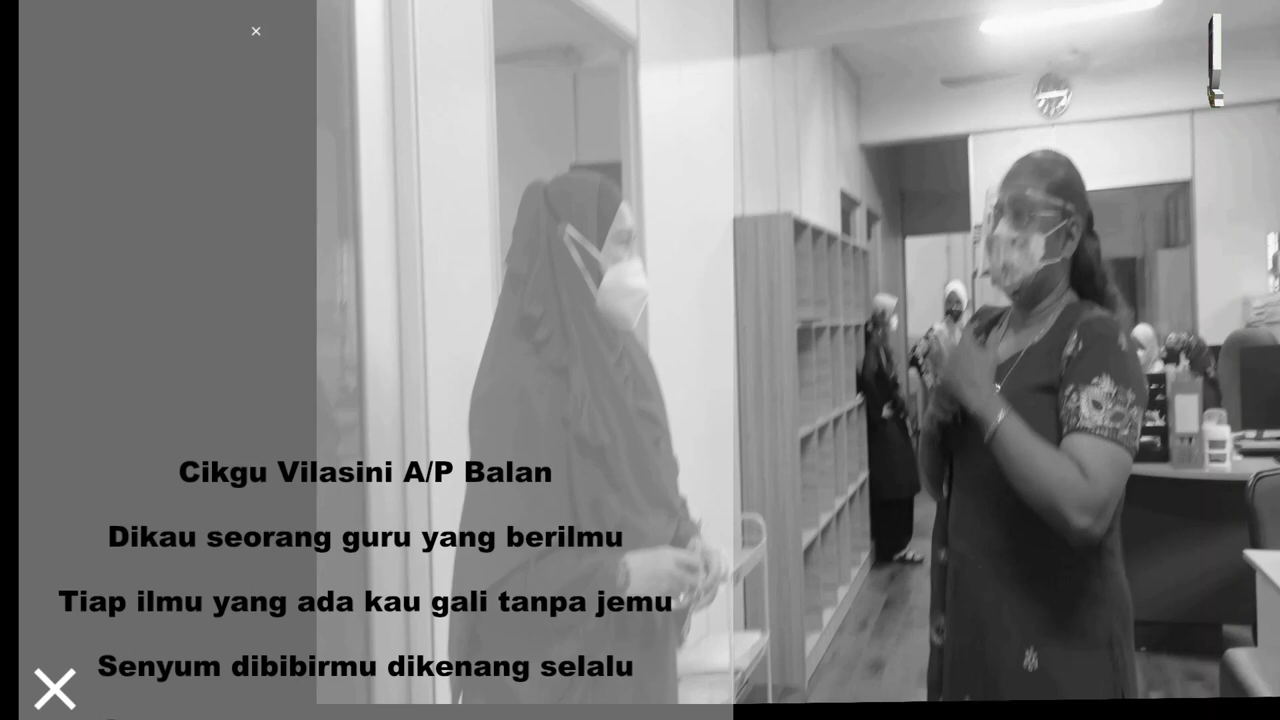 Cikgu Vilasini A/P Balan
Dikau seorang guru yang berilmu
Tiap ilmu yang ada kau gali tanpa jemu
Senyum dibibirmu dikenang selalu